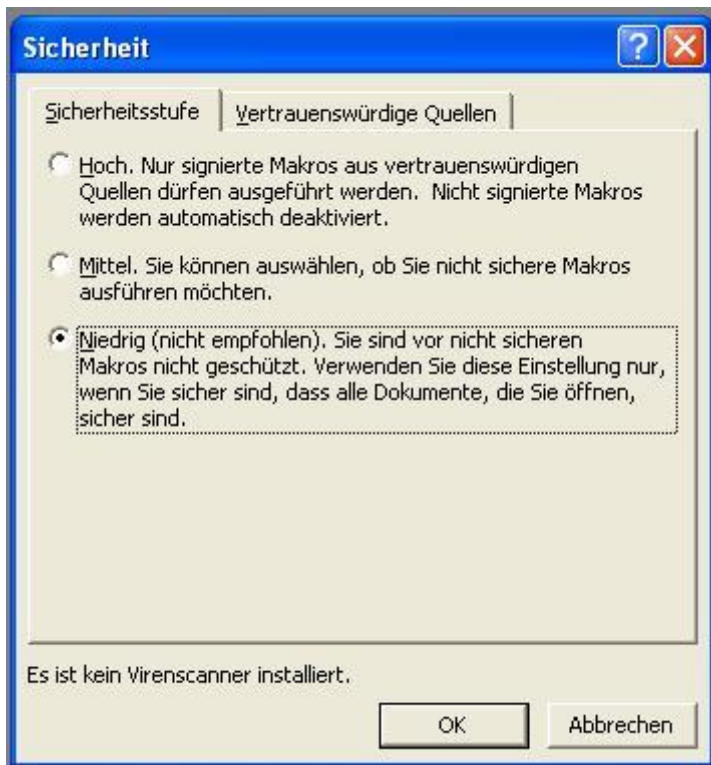 Sicherheit
Sicherheitsstufe
Vertrauenswürdige Quellen
Hoch. Nur signierte Makros aus vertrauenswürdigen
Quellen dürfen ausgeführt werden. Nicht signierte Makros
werden automatisch deaktiviert.
Mittel. Sie können auswählen, ob Sie nicht sichere Makros
ausführen möchten.
Niedrig (nicht empfohlen). Sie sind vor nicht sicheren
Makros nicht geschützt. Verwenden Sie diese Einstellung nur,
wenn Sie sicher sind, dass alle Dokumente, die Sie öffnen,
sicher sind.
Es ist kein Virenscanner installiert.
OK
Abbrechen